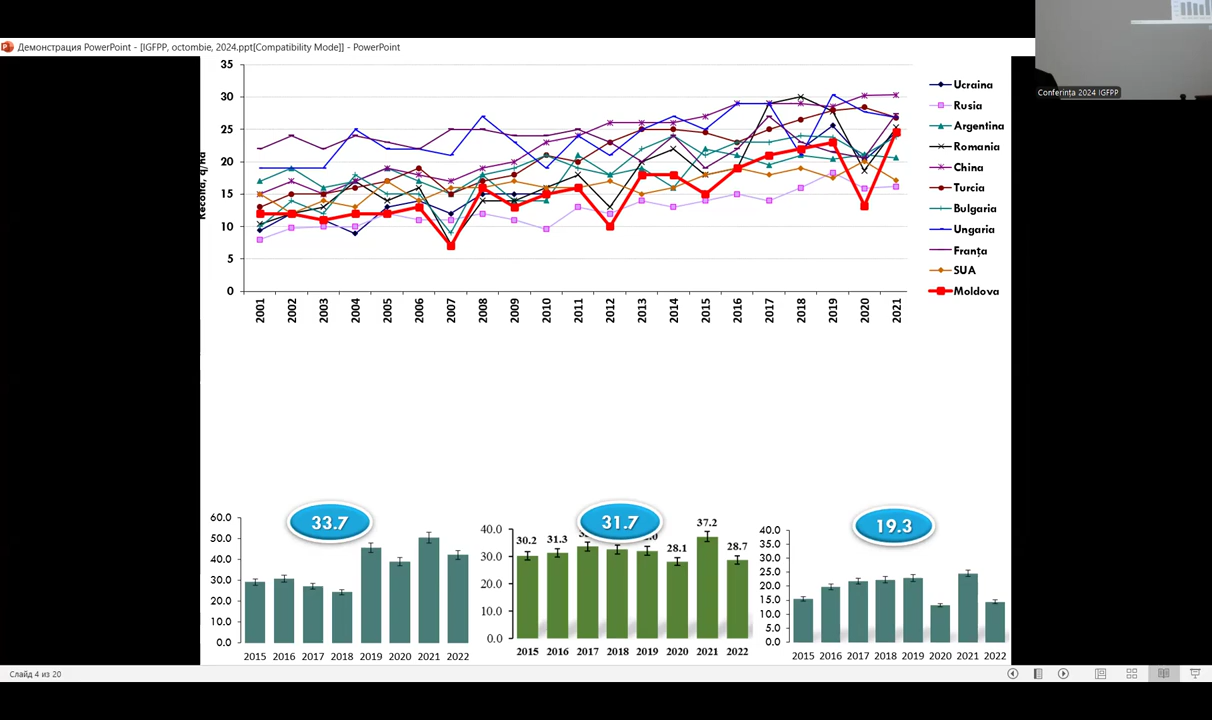 Демонстрация PowerPoint - [IGFPP, octombie, 2024.ppt[Compatibility Mode]] - PowerPoint
Conferința 2024 IGFPP
35
30
25
20
15
10
5
0
2001 2002 2003 2004 2005 2006 2007 2008 2009 2010 2011 2012 2013 2014 2015 2016 2017 2018 2019 2020 2021
Ucraina
Rusia
Argentina
Romania
China
Turcia
Bulgaria
Ungaria
Franța
SUA
Moldova
33.7
60.0
50.0
40.0
30.0
20.0
10.0
0.0
2015 2016 2017 2018 2019 2020 2021 2022
31.7
40.0
30.0
20.0
10.0
0.0
30.2 31.3 28.1 37.2 28.7
2015 2016 2017 2018 2019 2020 2021 2022
19.3
40.0
35.0
30.0
25.0
20.0
15.0
10.0
5.0
0.0
2015 2016 2017 2018 2019 2020 2021 2022
Слайд 4 из 20